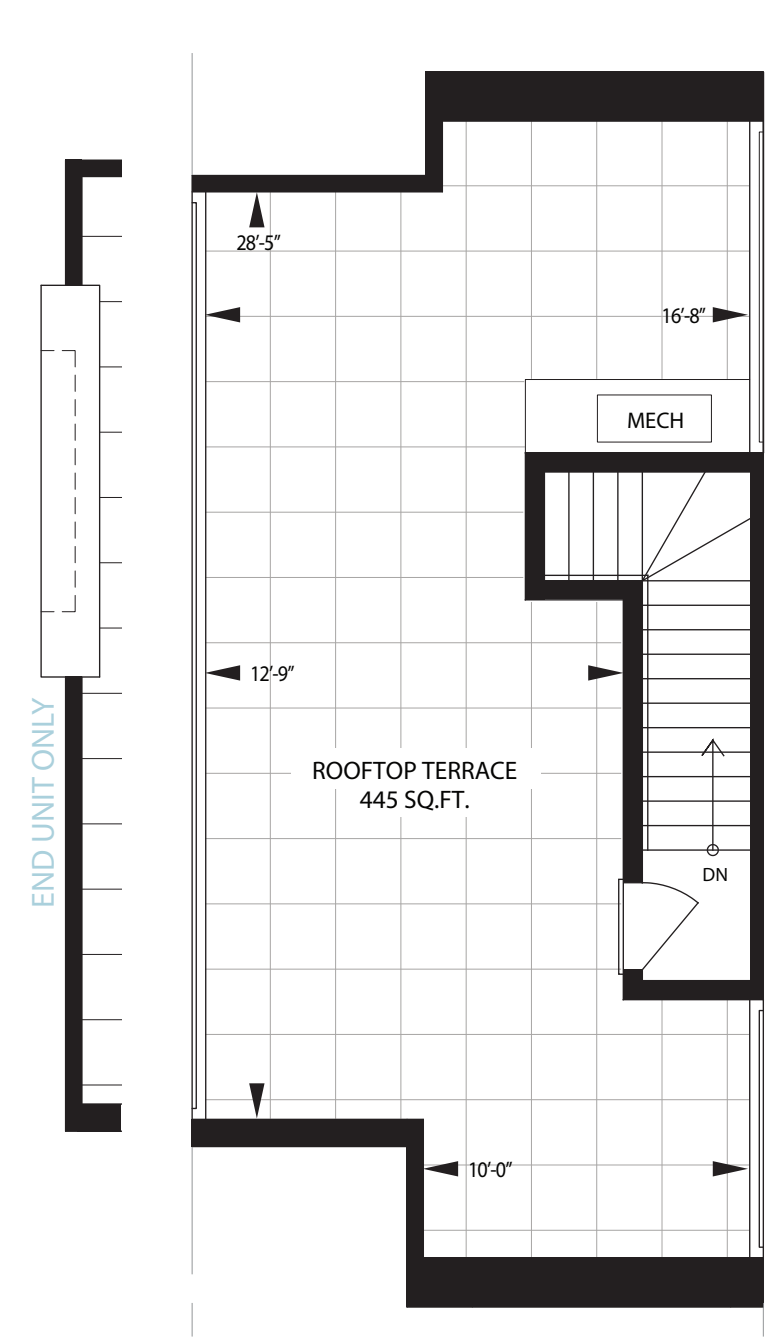 28'-5"
16'-8"
MECH
12'-9"
END UNIT ONLY
ROOFTOP TERRACE
445 SQ.FT.
DN
10'-0"